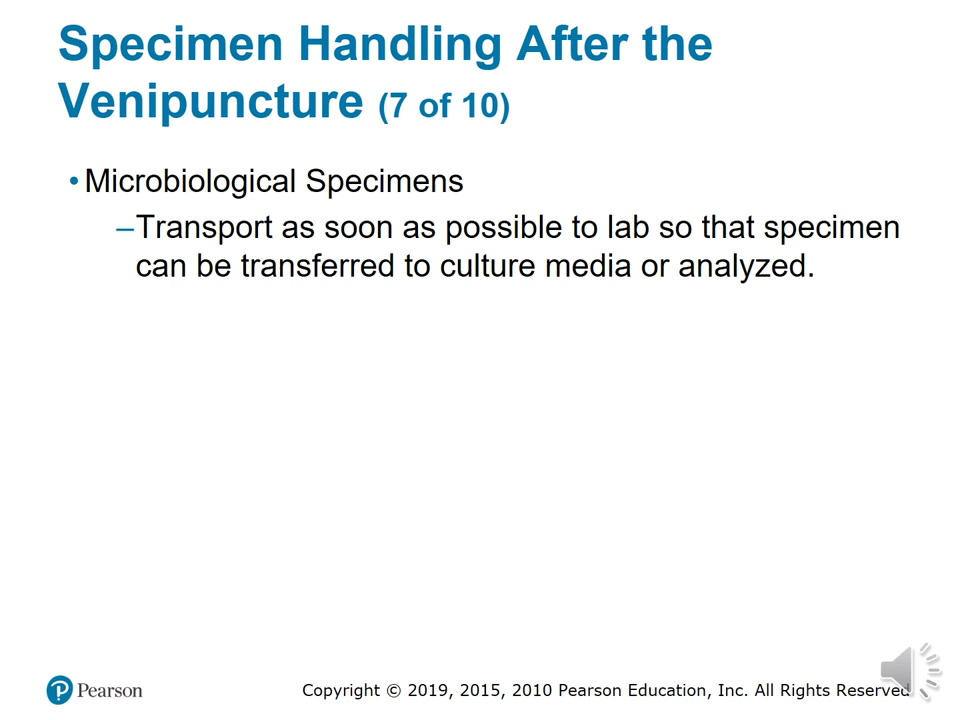 Specimen Handling After the
Venipuncture (7 of 10)
• Microbiological Specimens
–Transport as soon as possible to lab so that specimen
can be transferred to culture media or analyzed.
Pearson
Copyright © 2019, 2015, 2010 Pearson Education, Inc. All Rights Reserved